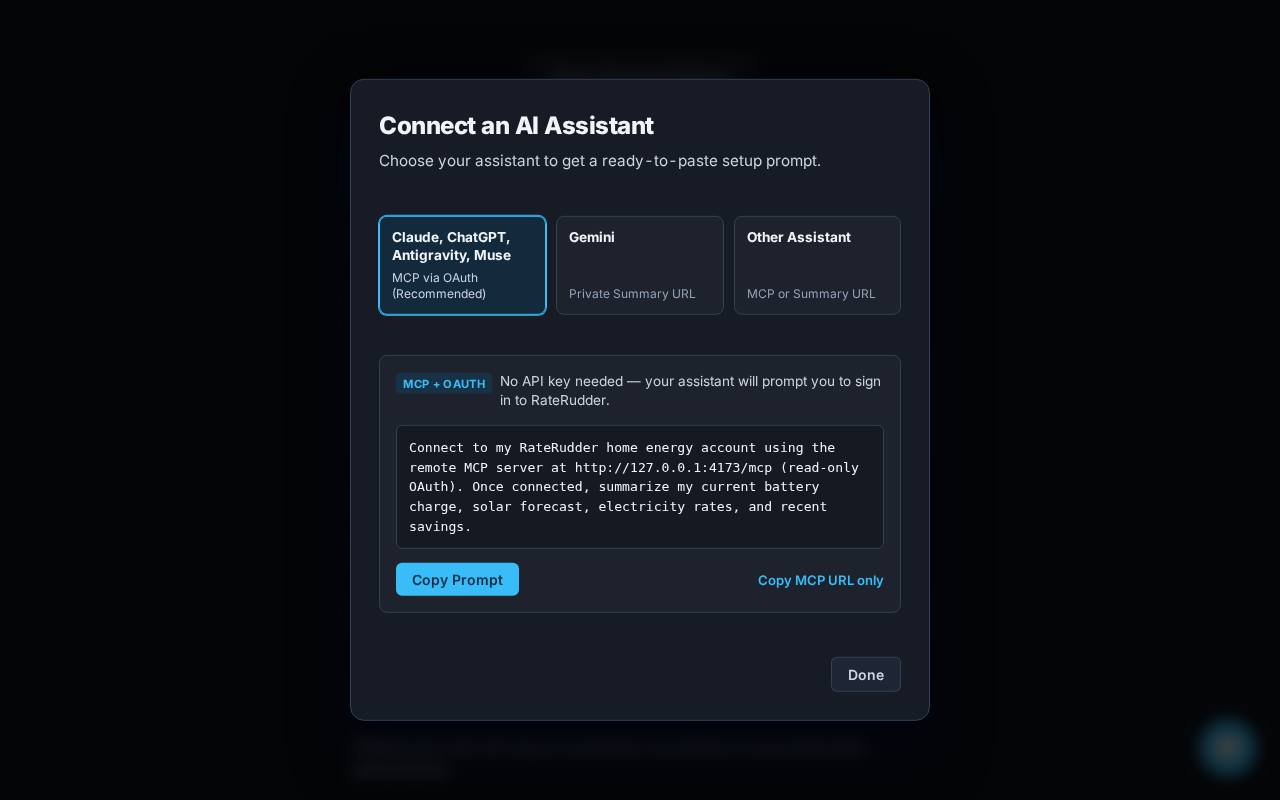 Connect an AI Assistant
Choose your assistant to get a ready-to-paste setup prompt.
Claude, ChatGPT,
Antigravity, Muse
MCP via OAuth
(Recommended)
Gemini
Private Summary URL
Other Assistant
MCP or Summary URL
MCP + OAUTH
No API key needed — your assistant will prompt you to sign
in to RateRudder.
Connect to my RateRudder home energy account using the
remote MCP server at http://127.0.0.1:4173/mcp (read-only
OAuth). Once connected, summarize my current battery
charge, solar forecast, electricity rates, and recent
savings.
Copy Prompt
Copy MCP URL only
Done